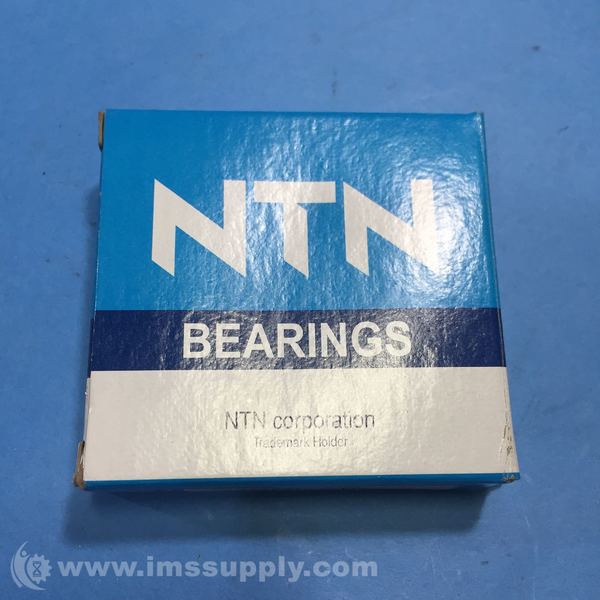 NTN
BEARINGS
NTN corporation
Trademark Holder
www.imssupply.com